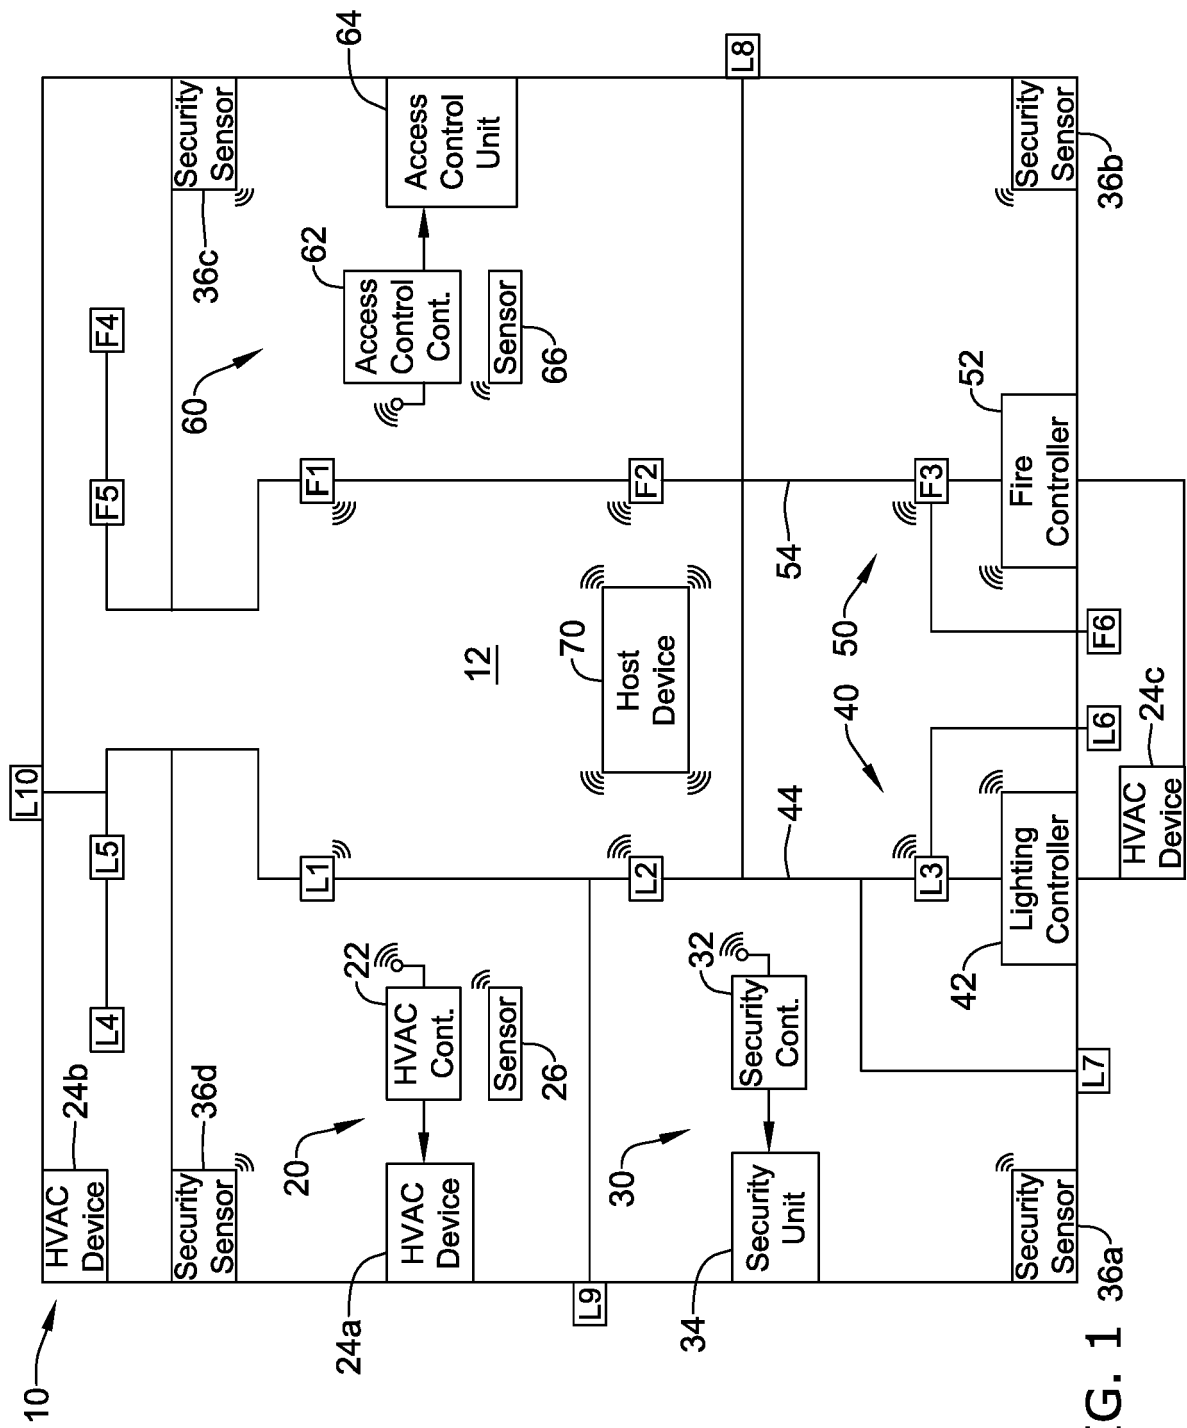 10
L10
HVAC
Device
24b
L4
L5
F5
F4
Security
Sensor
36d
36c
Security
Sensor
60
20
L1
F1
62
64
24a
22
HVAC
Device
HVAC
Cont.
Access
Control
Cont.
Access
Control
Unit
12
Sensor
26
Sensor
66
L9
70
30
Host
Device
L2
F2
34
32
L8
Security
Unit
Security
Cont.
44
54
40
50
L3
F3
42
52
Security
Sensor
Lighting
Controller
Fire
Controller
Security
Sensor
36a
L7
L6
F6
36b
24c
HVAC
Device
G. 1